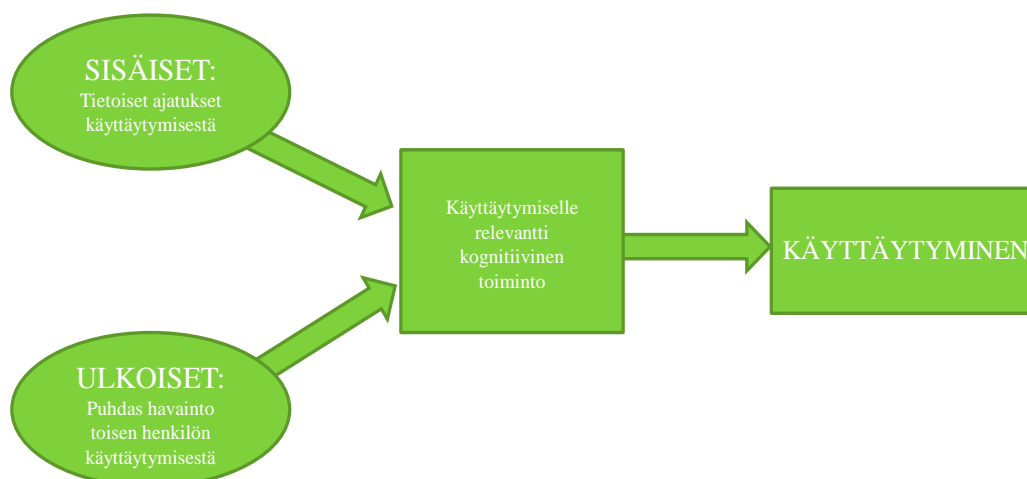 SISÄISET:
Tietoiset ajatukset
käyttäytymisestä
Käyttäytymiselle
relevantti
kognitiivinen
toiminto
KÄYTTÄYTYMINEN
ULKOISET:
Puhdas havainto
toisen henkilön
käyttäytymisestä